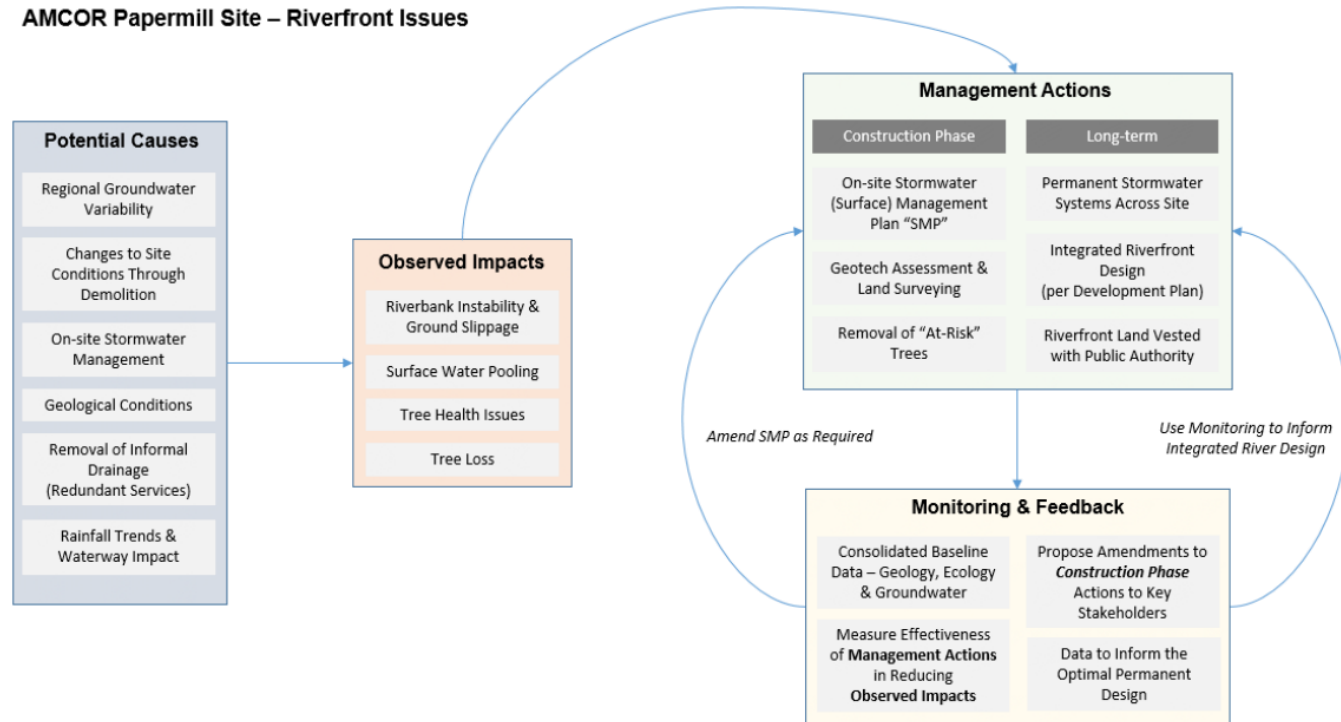 AMCOR Papermill Site – Riverfront Issues
Potential Causes
Regional Groundwater
Variability
Changes to Site
Conditions Through
Demolition
On-site Stormwater
Management
Geological Conditions
Removal of Informal
Drainage
(Redundant Services)
Rainfall Trends &
Waterway Impact
Observed Impacts
Riverbank Instability &
Ground Slippage
Surface Water Pooling
Tree Health Issues
Tree Loss
Management Actions
Construction Phase
On-site Stormwater
(Surface) Management
Plan “SMP”
Geotech Assessment &
Land Surveying
Removal of “At-Risk”
Trees
Long-term
Permanent Stormwater
Systems Across Site
Integrated Riverfront
Design
(per Development Plan)
Riverfront Land Vested
with Public Authority
Amend SMP as Required
Use Monitoring to Inform
Integrated River Design
Monitoring & Feedback
Consolidated Baseline
Data – Geology, Ecology
& Groundwater
Measure Effectiveness
of Management Actions
in Reducing
Observed Impacts
Propose Amendments to
Construction Phase
Actions to Key
Stakeholders
Data to Inform the
Optimal Permanent
Design